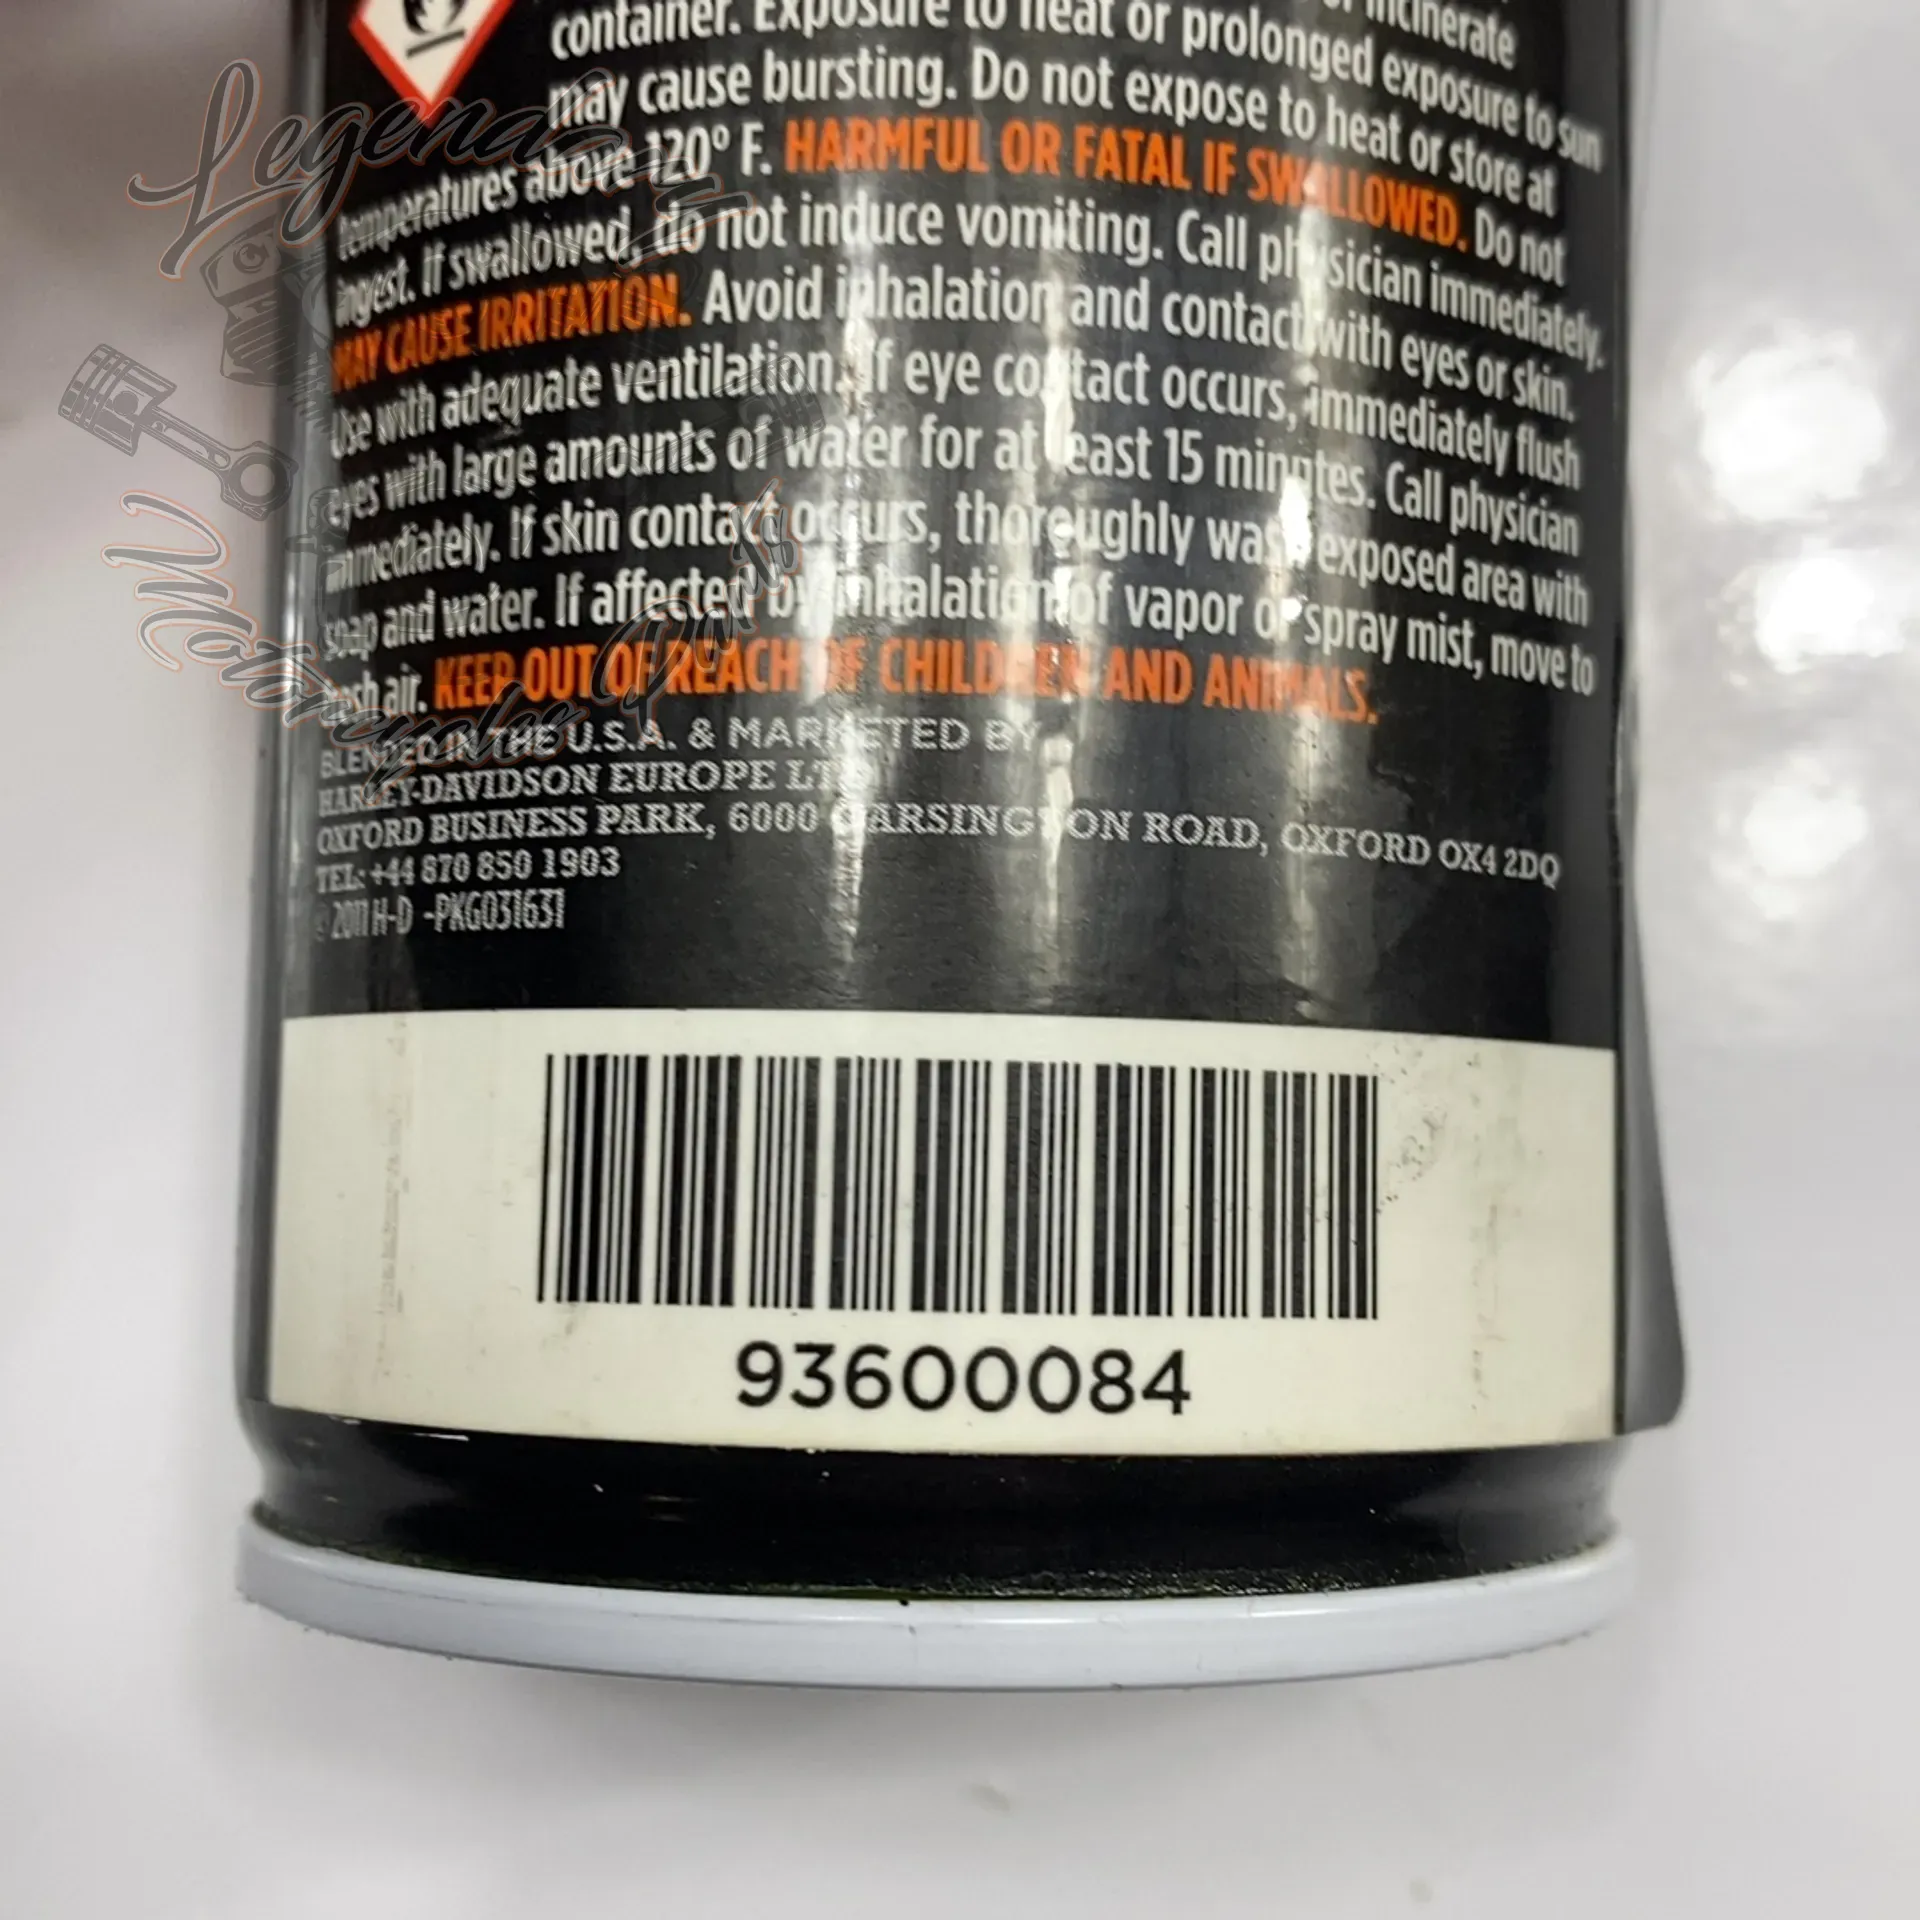 or incinerate
container. Exposure to heat or prolonged exposure to sun
may cause bursting. Do not expose to heat or store at
temperatures above 120° F. HARMFUL OR FATAL IF SWALLOWED. Do not
ingest. If swallowed, do not induce vomiting. Call physician immediately.
MAY CAUSE IRRITATION. Avoid inhalation and contact with eyes or skin.
Use with adequate ventilation. If eye contact occurs, immediately flush
eyes with large amounts of water for at least 15 minutes. Call physician
immediately. If skin contact occurs, thoroughly wash exposed area with
soap and water. If affected by inhalation of vapor or spray mist, move to
fresh air. KEEP OUT OF REACH OF CHILDREN AND ANIMALS.
BLENDED IN THE U.S.A. & MARKETED BY
HARLEY-DAVIDSON EUROPE LTD
OXFORD BUSINESS PARK, 6000 GARSINGTON ROAD, OXFORD OX4 2DQ
TEL: +44 870 850 1903
© 2011 H-D -PKG031631
93600084
Legendary
Motorcycles Parts